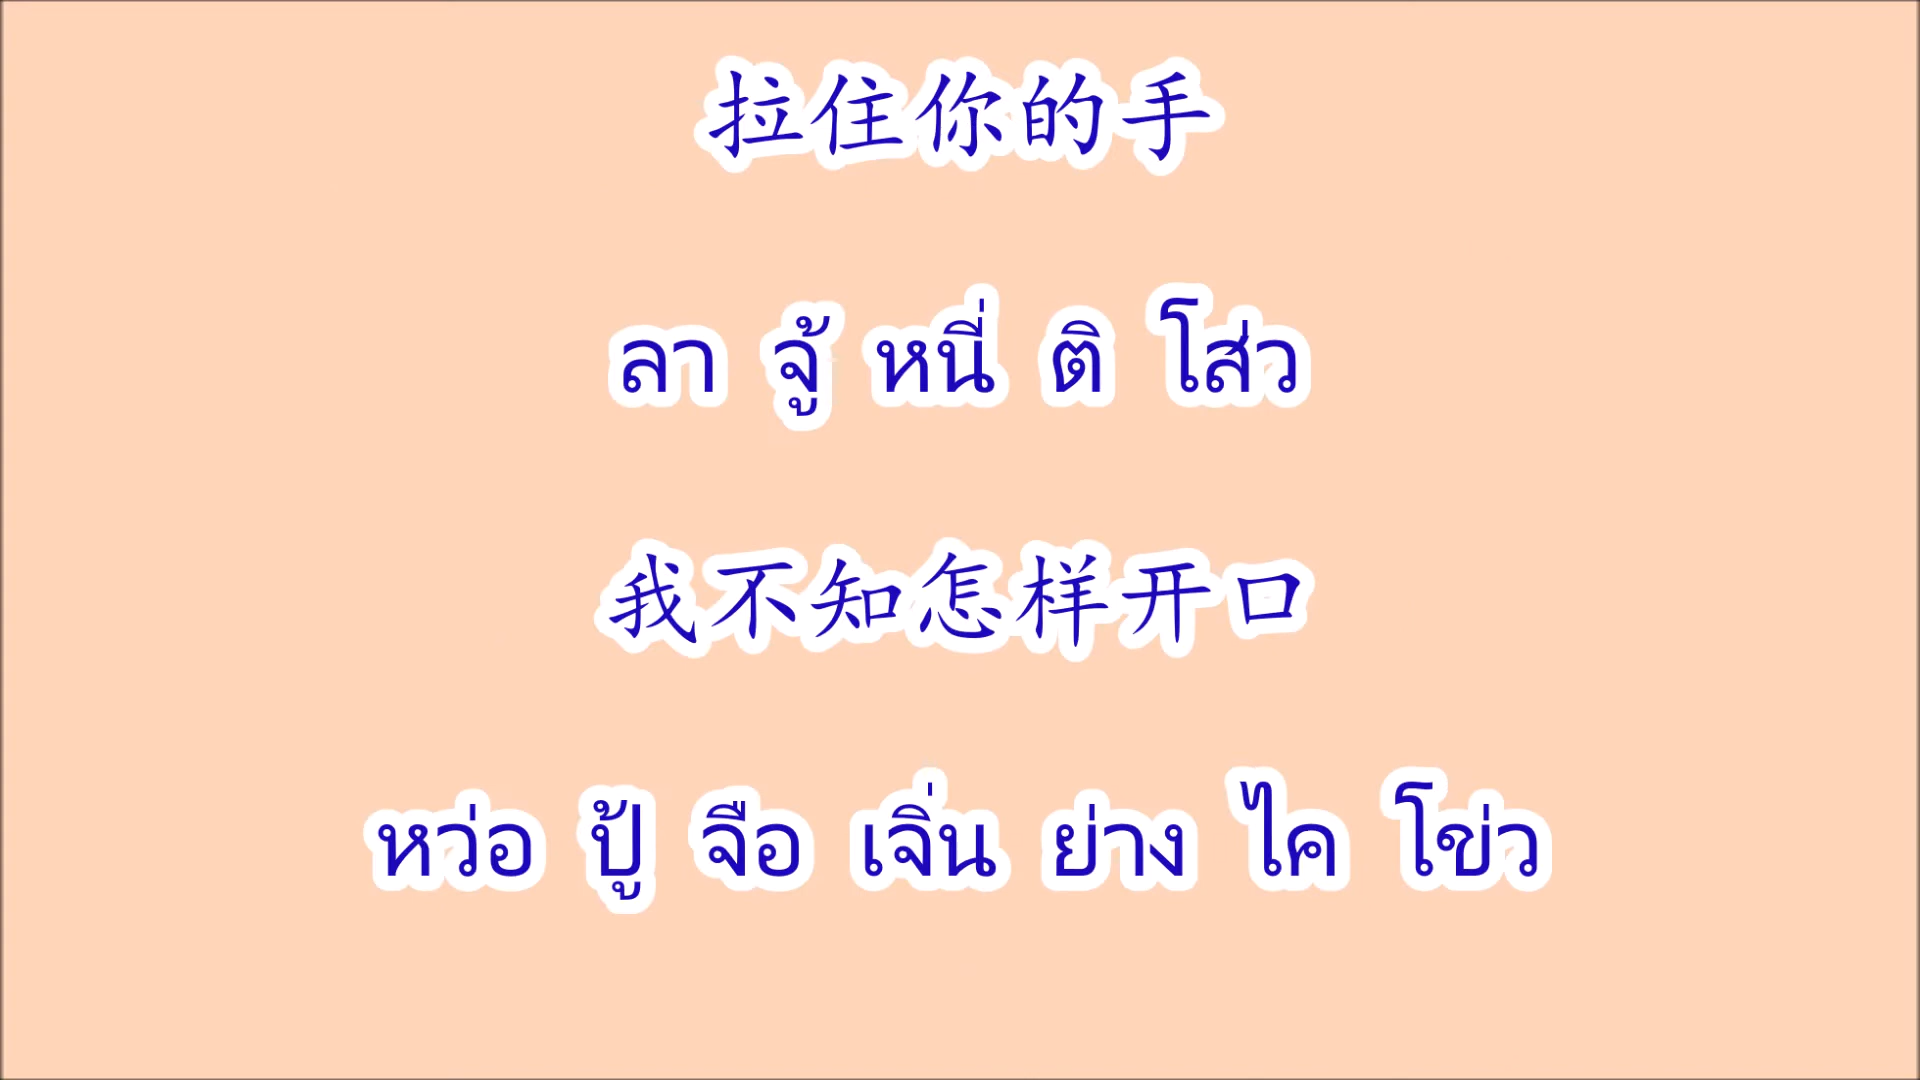 拉住你的手
ลา จู้ หนี่ ติ โส่ว
我不知怎样开口
หว่อ ปู้ จือ เจิ่น ย่าง ไค โข่ว